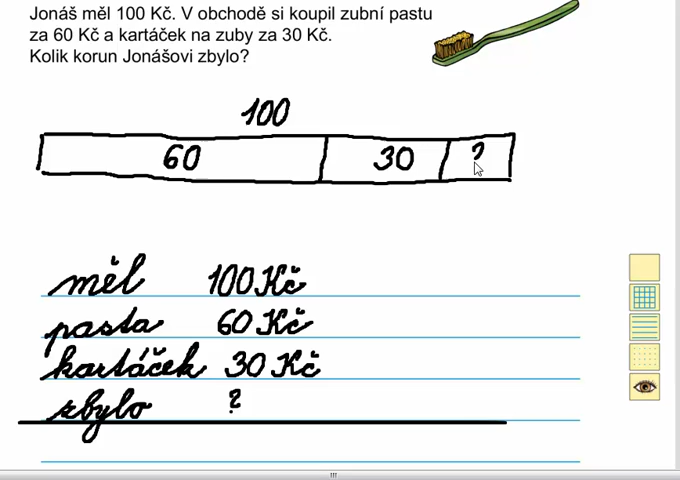 Jonáš měl 100 Kč. V obchodě si koupil zubní pastu
za 60 Kč a kartáček na zuby za 30 Kč.
Kolik korun Jonášovi zbylo?
100
60 30 ?
měl 100 Kč
pasta 60 Kč
kartáček 30 Kč
zbylo ?